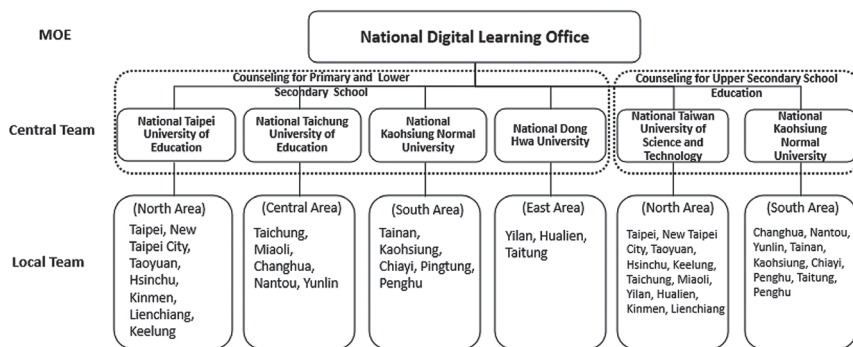 MOE
National Digital Learning Office
Counseling for Primary and Lower
Secondary School
Counseling for Upper Secondary School
Education
Central Team
National Taipei
University of
Education
National Taichung
University of
Education
National
Kaohsiung Normal
University
National Dong
Hwa University
National Taiwan
University of
Science and
Technology
National
Kaohsiung
Normal
University
Local Team
(North Area)
Taipei, New
Taipei City,
Taoyuan,
Hsinchu,
Kinmen,
Lienchiang,
Keelung
(Central Area)
Taichung,
Miaoli,
Changhua,
Nantou, Yunlin
(South Area)
Tainan,
Kaohsiung,
Chiayi, Pingtung,
Penghu
(East Area)
Yilan, Hualien,
Taitung
(North Area)
Taipei, New Taipei
City, Taoyuan,
Hsinchu, Keelung,
Taichung, Miaoli,
Yilan, Hualien,
Kinmen, Lienchiang
(South Area)
Changhua, Nantou,
Yunlin, Tainan,
Kaohsiung, Chiayi,
Penghu, Taitung,
Penghu